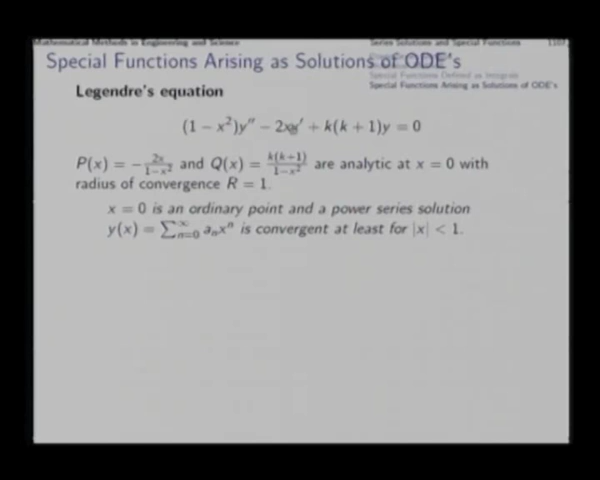 Mathematical Methods in Engineering and Science Series Solutions and Special Functions
Special Functions Arising as Solutions of ODE's
Special Functions Defined as Integrals
Special Functions Arising as Solutions of ODE's
Legendre's equation
(1 − x²)y″ − 2xy′ + k(k + 1)y = 0
P(x) = −2x/(1−x²) and Q(x) = k(k+1)/(1−x²) are analytic at x = 0 with
radius of convergence R = 1.
x = 0 is an ordinary point and a power series solution
y(x) = ∑_{n=0}^{∞} aₙxⁿ is convergent at least for |x| < 1.